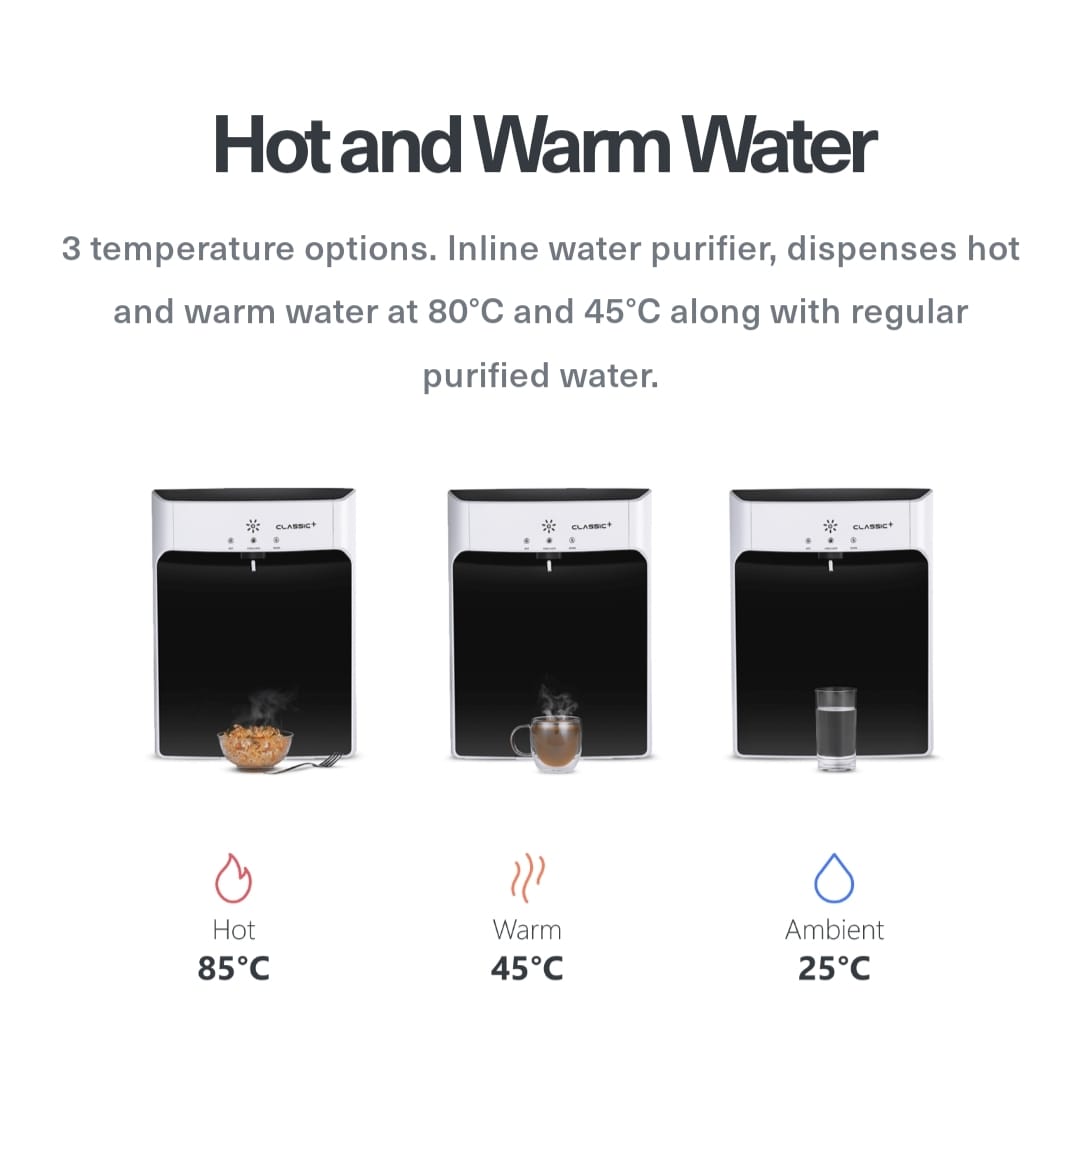 Hot and Warm Water
3 temperature options. Inline water purifier, dispenses hot
and warm water at 80°C and 45°C along with regular
purified water.
CLASSIC+ CLASSIC+ CLASSIC+
Hot Warm Ambient
85°C 45°C 25°C